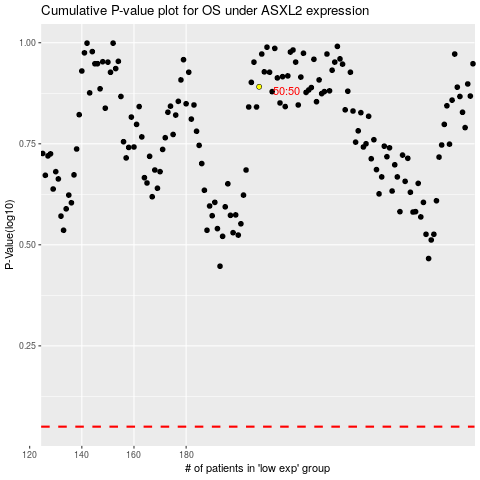 Cumulative P-value plot for OS under ASXL2 expression
P-Value(log10)
1.00
0.75
0.50
0.25
50:50
120 140 160 180
# of patients in 'low exp' group